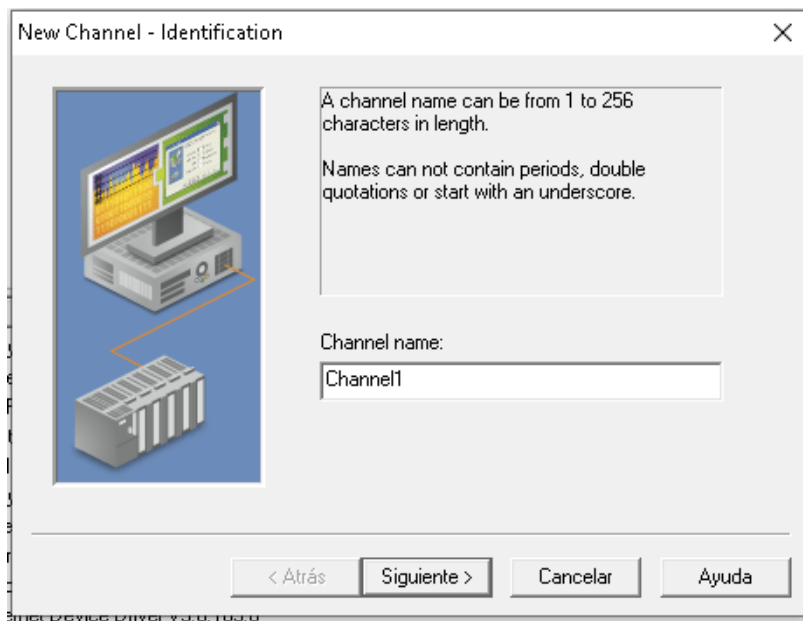 New Channel - Identification
A channel name can be from 1 to 256
characters in length.
Names can not contain periods, double
quotations or start with an underscore.
Channel name:
Channel1
< Atrás
Siguiente >
Cancelar
Ayuda